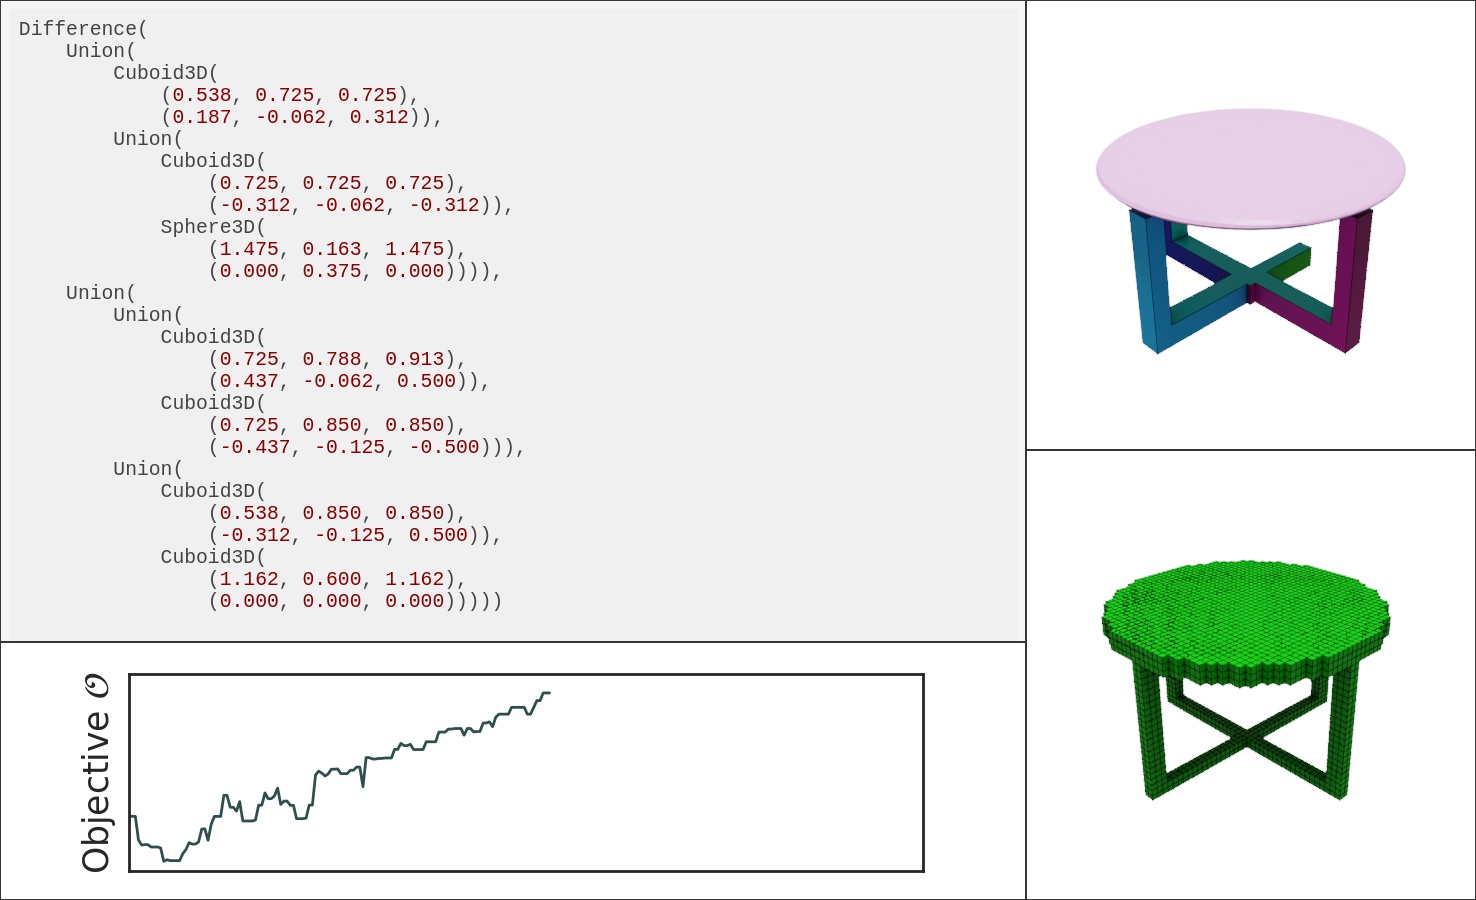 Difference(
    Union(
        Cuboid3D(
            (0.538, 0.725, 0.725),
            (0.187, -0.062, 0.312)),
        Union(
            Cuboid3D(
                (0.725, 0.725, 0.725),
                (-0.312, -0.062, -0.312)),
            Sphere3D(
                (1.475, 0.163, 1.475),
                (0.000, 0.375, 0.000)))),
    Union(
        Union(
            Cuboid3D(
                (0.725, 0.788, 0.913),
                (0.437, -0.062, 0.500)),
            Cuboid3D(
                (0.725, 0.850, 0.850),
                (-0.437, -0.125, -0.500))),
        Union(
            Cuboid3D(
                (0.538, 0.850, 0.850),
                (-0.312, -0.125, 0.500)),
            Cuboid3D(
                (1.162, 0.600, 1.162),
                (0.000, 0.000, 0.000)))))
Objective 𝒪